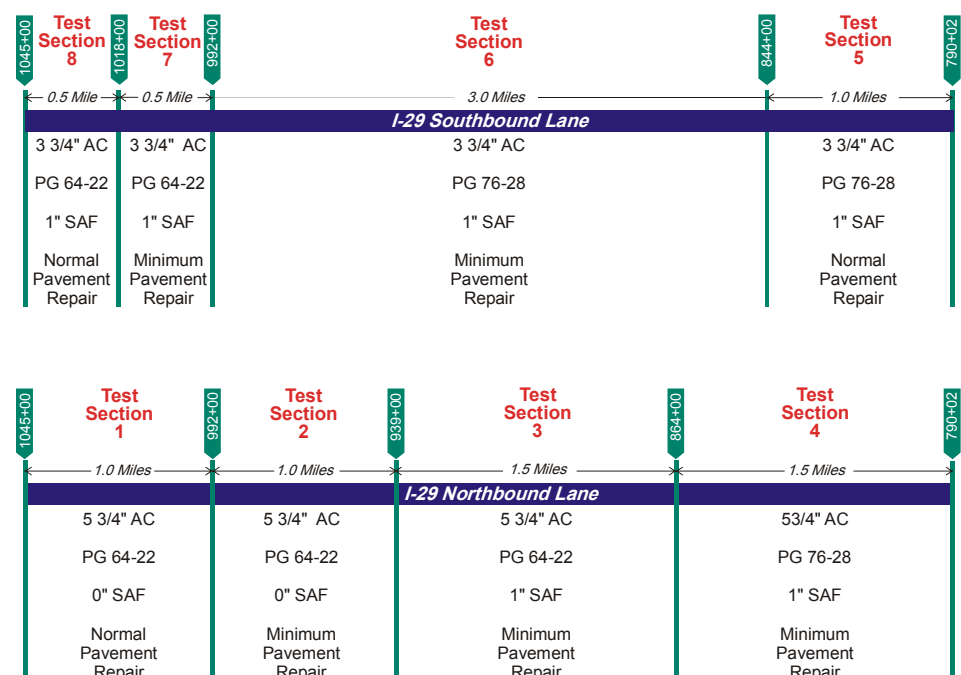 1045+00
Test
Section
8
1018+00
Test
Section
7
992+00
Test
Section
6
844+00
Test
Section
5
790+02
0.5 Mile
0.5 Mile
3.0 Miles
1.0 Miles
I-29 Southbound Lane
3 3/4" AC
3 3/4" AC
3 3/4" AC
3 3/4" AC
PG 64-22
PG 64-22
PG 76-28
PG 76-28
1" SAF
1" SAF
1" SAF
1" SAF
Normal
Pavement
Repair
Minimum
Pavement
Repair
Minimum
Pavement
Repair
Normal
Pavement
Repair
1045+00
Test
Section
1
992+00
Test
Section
2
939+00
Test
Section
3
864+00
Test
Section
4
790+02
1.0 Miles
1.0 Miles
1.5 Miles
1.5 Miles
I-29 Northbound Lane
5 3/4" AC
5 3/4" AC
5 3/4" AC
53/4" AC
PG 64-22
PG 64-22
PG 64-22
PG 76-28
0" SAF
0" SAF
1" SAF
1" SAF
Normal
Pavement
Repair
Minimum
Pavement
Repair
Minimum
Pavement
Repair
Minimum
Pavement
Repair